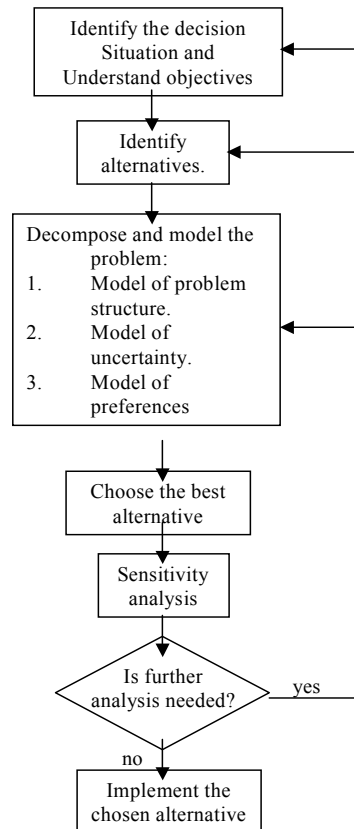 Identify the decision
Situation and
Understand objectives
Identify
alternatives.
Decompose and model the
problem:
1. Model of problem
structure.
2. Model of
uncertainty.
3. Model of
preferences
Choose the best
alternative
Sensitivity
analysis
Is further
analysis needed?
yes
no
Implement the
chosen alternative